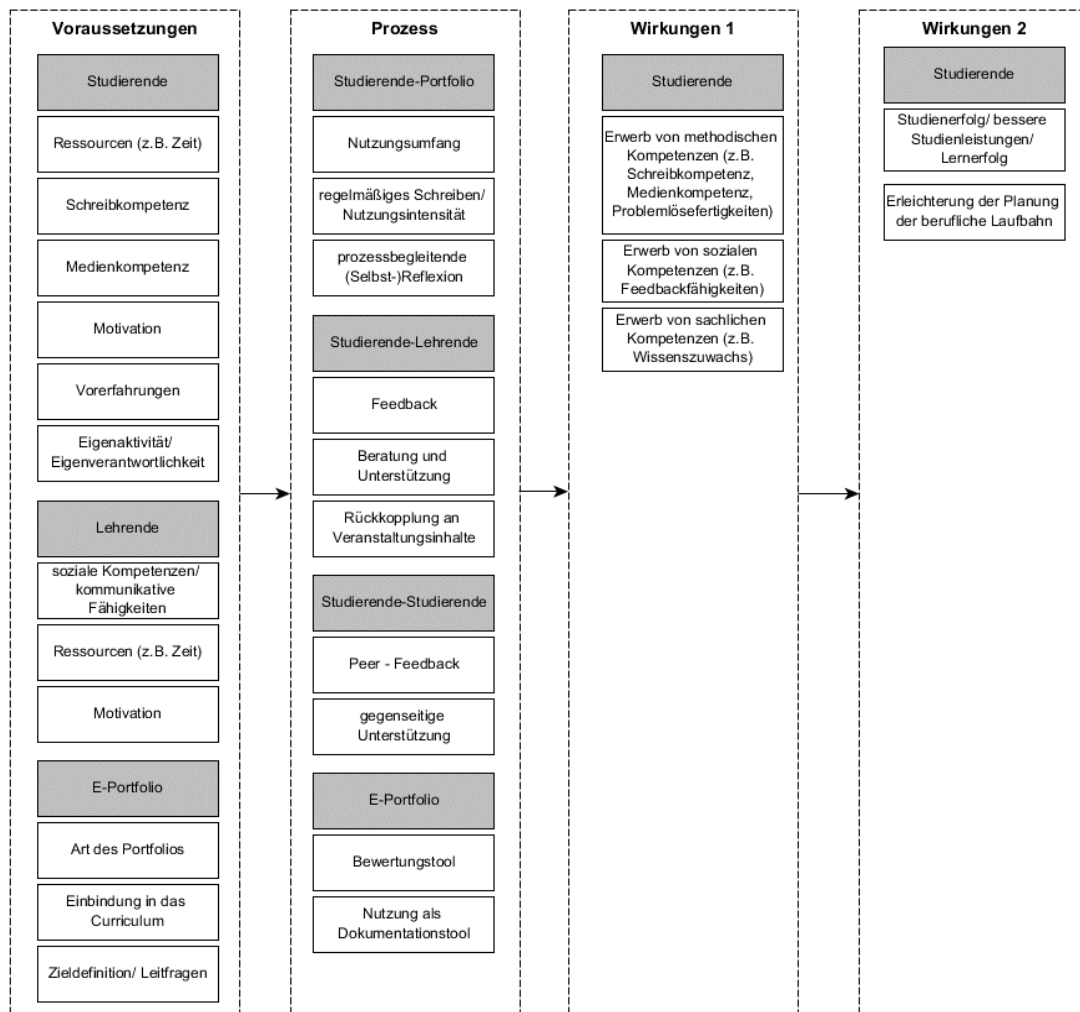 Voraussetzungen
Studierende
Ressourcen (z.B. Zeit)
Schreibkompetenz
Medienkompetenz
Motivation
Vorerfahrungen
Eigenaktivität/
Eigenverantwortlichkeit
Lehrende
soziale Kompetenzen/
kommunikative
Fähigkeiten
Ressourcen (z.B. Zeit)
Motivation
E-Portfolio
Art des Portfolios
Einbindung in das
Curriculum
Zieldefinition/ Leitfragen
Prozess
Studierende-Portfolio
Nutzungsumfang
regelmäßiges Schreiben/
Nutzungsintensität
prozessbegleitende
(Selbst-)Reflexion
Studierende-Lehrende
Feedback
Beratung und
Unterstützung
Rückkopplung an
Veranstaltungsinhalte
Studierende-Studierende
Peer - Feedback
gegenseitige
Unterstützung
E-Portfolio
Bewertungstool
Nutzung als
Dokumentationstool
Wirkungen 1
Studierende
Erwerb von methodischen
Kompetenzen (z.B.
Schreibkompetenz,
Medienkompetenz,
Problemlösefertigkeiten)
Erwerb von sozialen
Kompetenzen (z.B.
Feedbackfähigkeiten)
Erwerb von sachlichen
Kompetenzen (z.B.
Wissenszuwachs)
Wirkungen 2
Studierende
Studienerfolg/ bessere
Studienleistungen/
Lernerfolg
Erleichterung der Planung
der berufliche Laufbahn